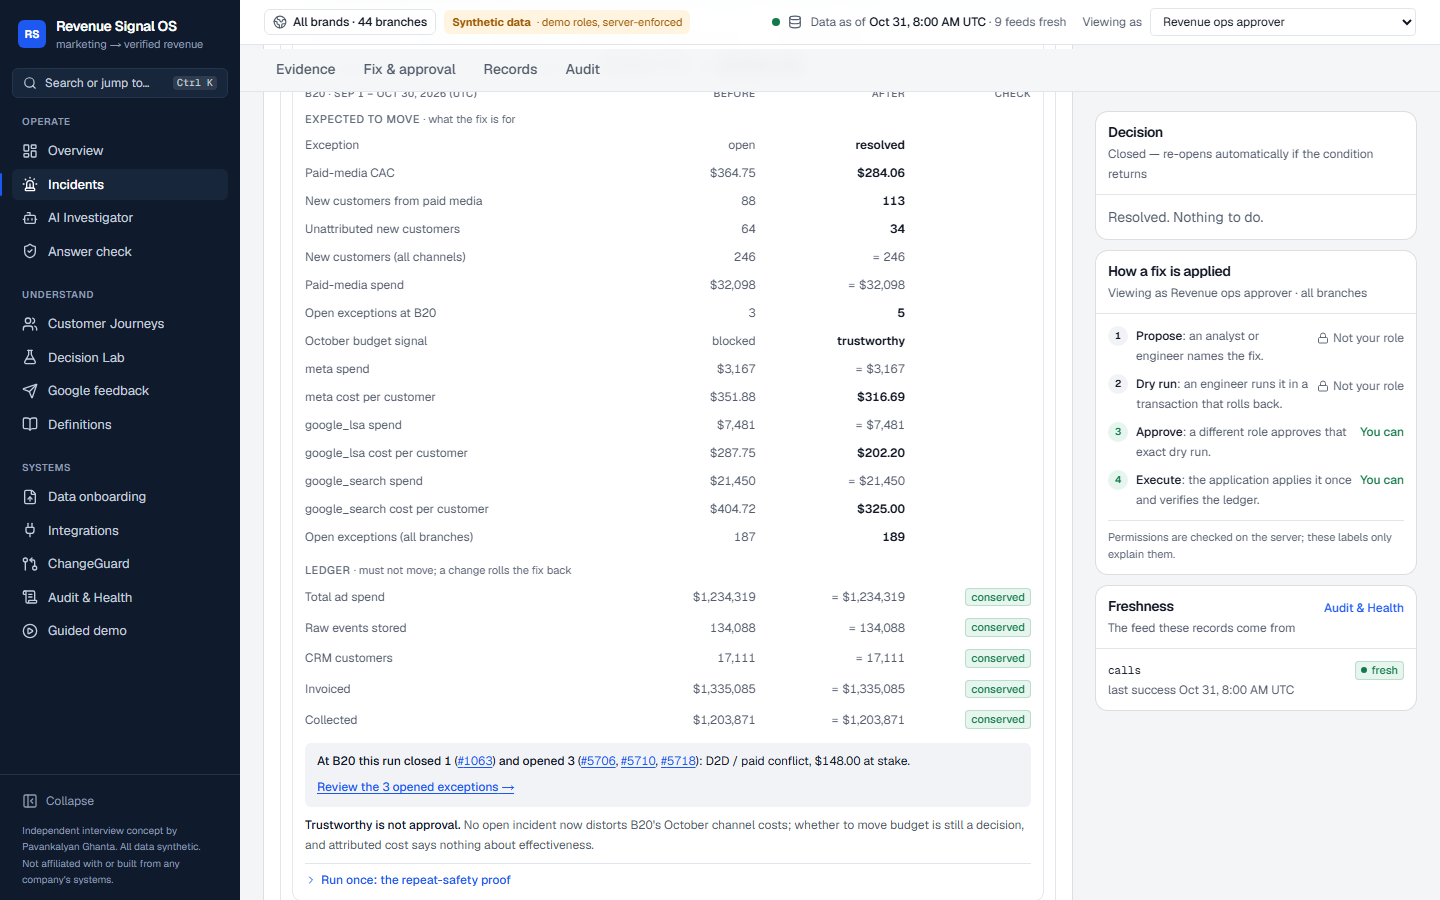 RS
Revenue Signal OS
marketing → verified revenue
Search or jump to...
Ctrl K
OPERATE
Overview
Incidents
AI Investigator
Answer check
UNDERSTAND
Customer Journeys
Decision Lab
Google feedback
Definitions
SYSTEMS
Data onboarding
Integrations
ChangeGuard
Audit & Health
Guided demo
Collapse
Independent interview concept by
Pavankalyan Ghanta. All data synthetic.
Not affiliated with or built from any
company's systems.
All brands · 44 branches
Synthetic data · demo roles, server-enforced
Data as of Oct 31, 8:00 AM UTC · 9 feeds fresh
Viewing as
Revenue ops approver
Evidence Fix & approval Records Audit
B20 · SEP 1 – OCT 30, 2026 (UTC) BEFORE AFTER CHECK
EXPECTED TO MOVE · what the fix is for
Exception open resolved
Paid-media CAC $364.75 $284.06
New customers from paid media 88 113
Unattributed new customers 64 34
New customers (all channels) 246 = 246
Paid-media spend $32,098 = $32,098
Open exceptions at B20 3 5
October budget signal blocked trustworthy
meta spend $3,167 = $3,167
meta cost per customer $351.88 $316.69
google_lsa spend $7,481 = $7,481
google_lsa cost per customer $287.75 $202.20
google_search spend $21,450 = $21,450
google_search cost per customer $404.72 $325.00
Open exceptions (all branches) 187 189
LEDGER · must not move; a change rolls the fix back
Total ad spend $1,234,319 = $1,234,319 conserved
Raw events stored 134,088 = 134,088 conserved
CRM customers 17,111 = 17,111 conserved
Invoiced $1,335,085 = $1,335,085 conserved
Collected $1,203,871 = $1,203,871 conserved
At B20 this run closed 1 (#1063) and opened 3 (#5706, #5710, #5718): D2D / paid conflict, $148.00 at stake.
Review the 3 opened exceptions →
Trustworthy is not approval. No open incident now distorts B20's October channel costs; whether to move budget is still a decision,
and attributed cost says nothing about effectiveness.
Run once: the repeat-safety proof
Decision
Closed — re-opens automatically if the condition
returns
Resolved. Nothing to do.
How a fix is applied
Viewing as Revenue ops approver · all branches
1 Propose: an analyst or Not your role
engineer names the fix.
2 Dry run: an engineer runs it in a Not your role
transaction that rolls back.
3 Approve: a different role approves that You can
exact dry run.
4 Execute: the application applies it once You can
and verifies the ledger.
Permissions are checked on the server; these labels only
explain them.
Freshness Audit & Health
The feed these records come from
calls fresh
last success Oct 31, 8:00 AM UTC